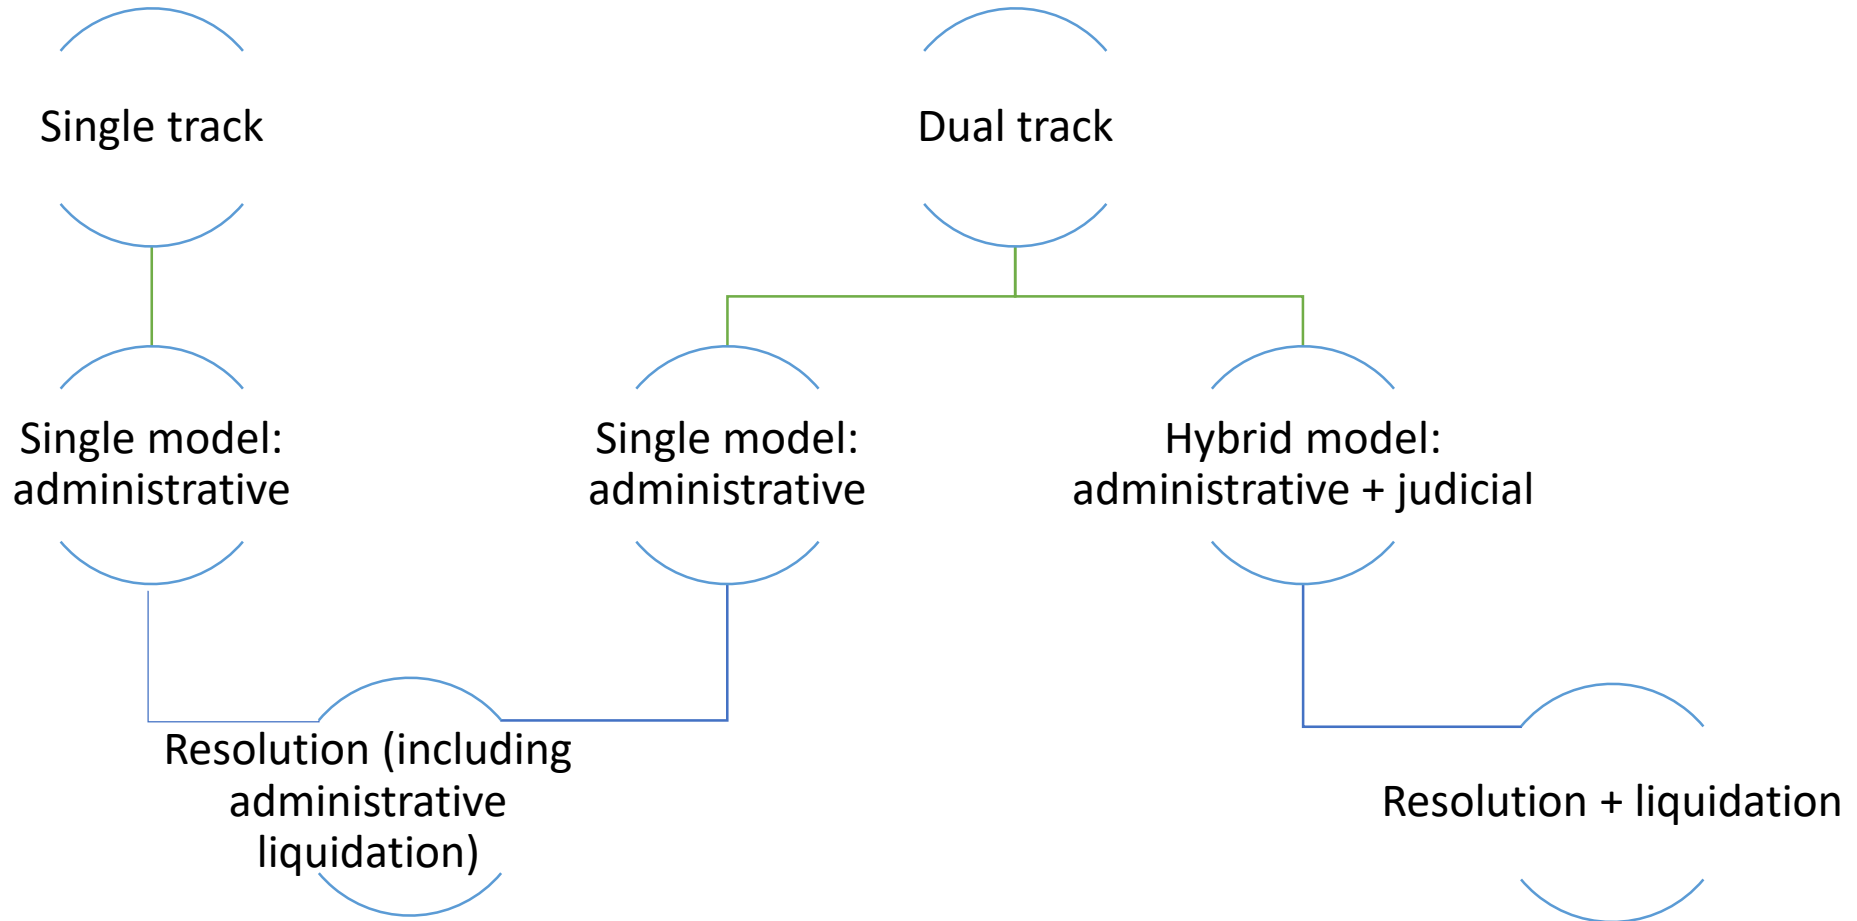 Single track
Dual track
Single model:
administrative
Single model:
administrative
Hybrid model:
administrative + judicial
Resolution (including
administrative
liquidation)
Resolution + liquidation